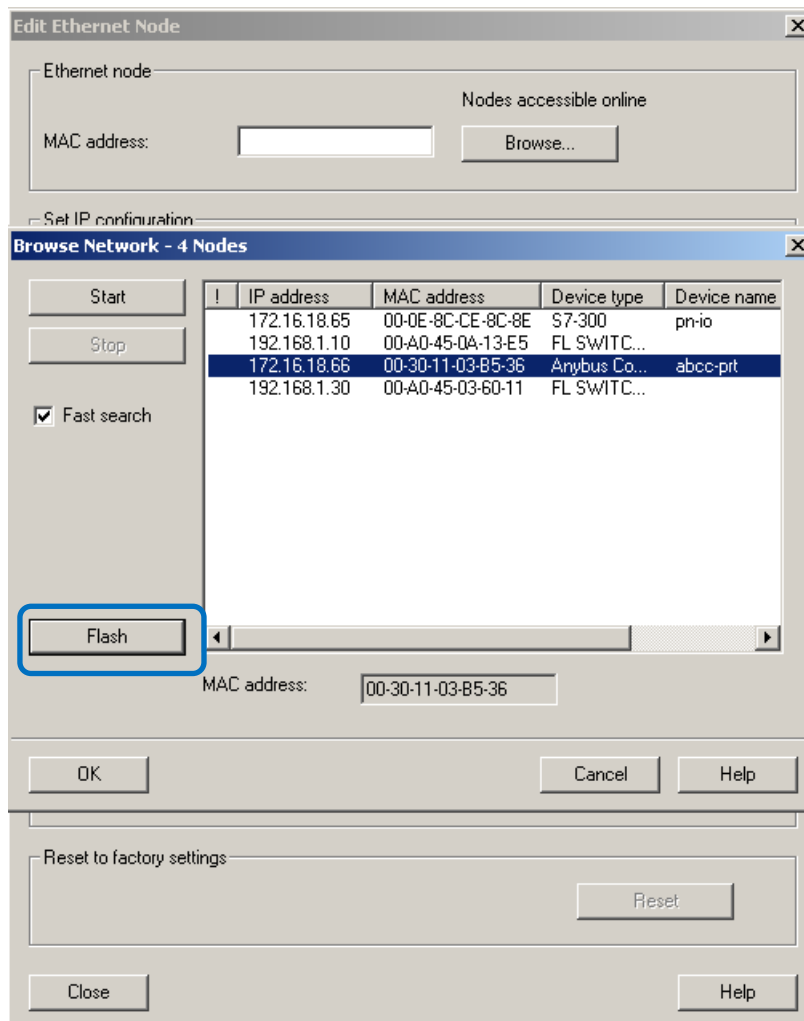 Edit Ethernet Node
Ethernet node
Nodes accessible online
MAC address:
Browse...
Set IP configuration
Browse Network - 4 Nodes
Start
Stop
Fast search
! IP address MAC address Device type Device name
172.16.18.65 00-0E-8C-CE-8C-8E S7-300 pn-io
192.168.1.10 00-A0-45-0A-13-E5 FL SWITC...
172.16.18.66 00-30-11-03-B5-36 Anybus Co... abcc-prt
192.168.1.30 00-A0-45-03-60-11 FL SWITC...
Flash
MAC address: 00-30-11-03-B5-36
OK Cancel Help
Reset to factory settings
Reset
Close Help